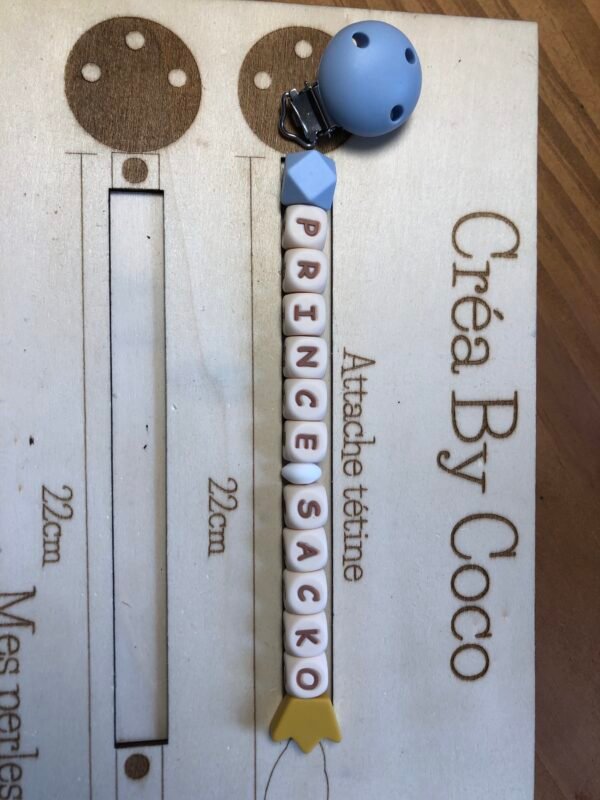 Créa By Coco
Attache tétine
PRINCE SACKO
22cm
22cm
Mes perles